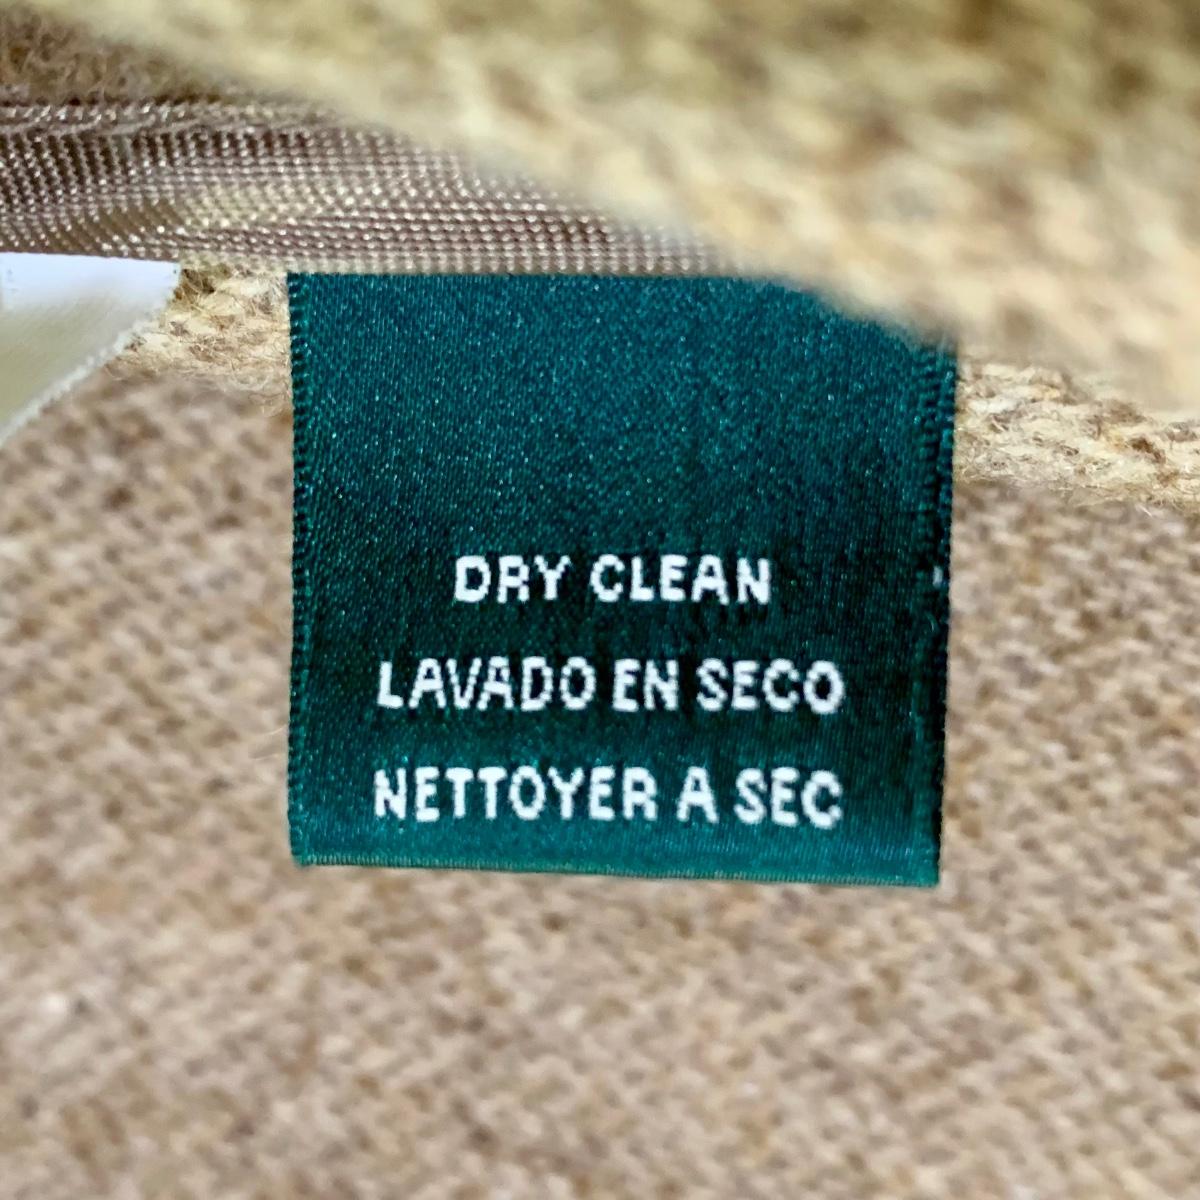 DRY CLEAN
LAVADO EN SECO
NETTOYER A SEC